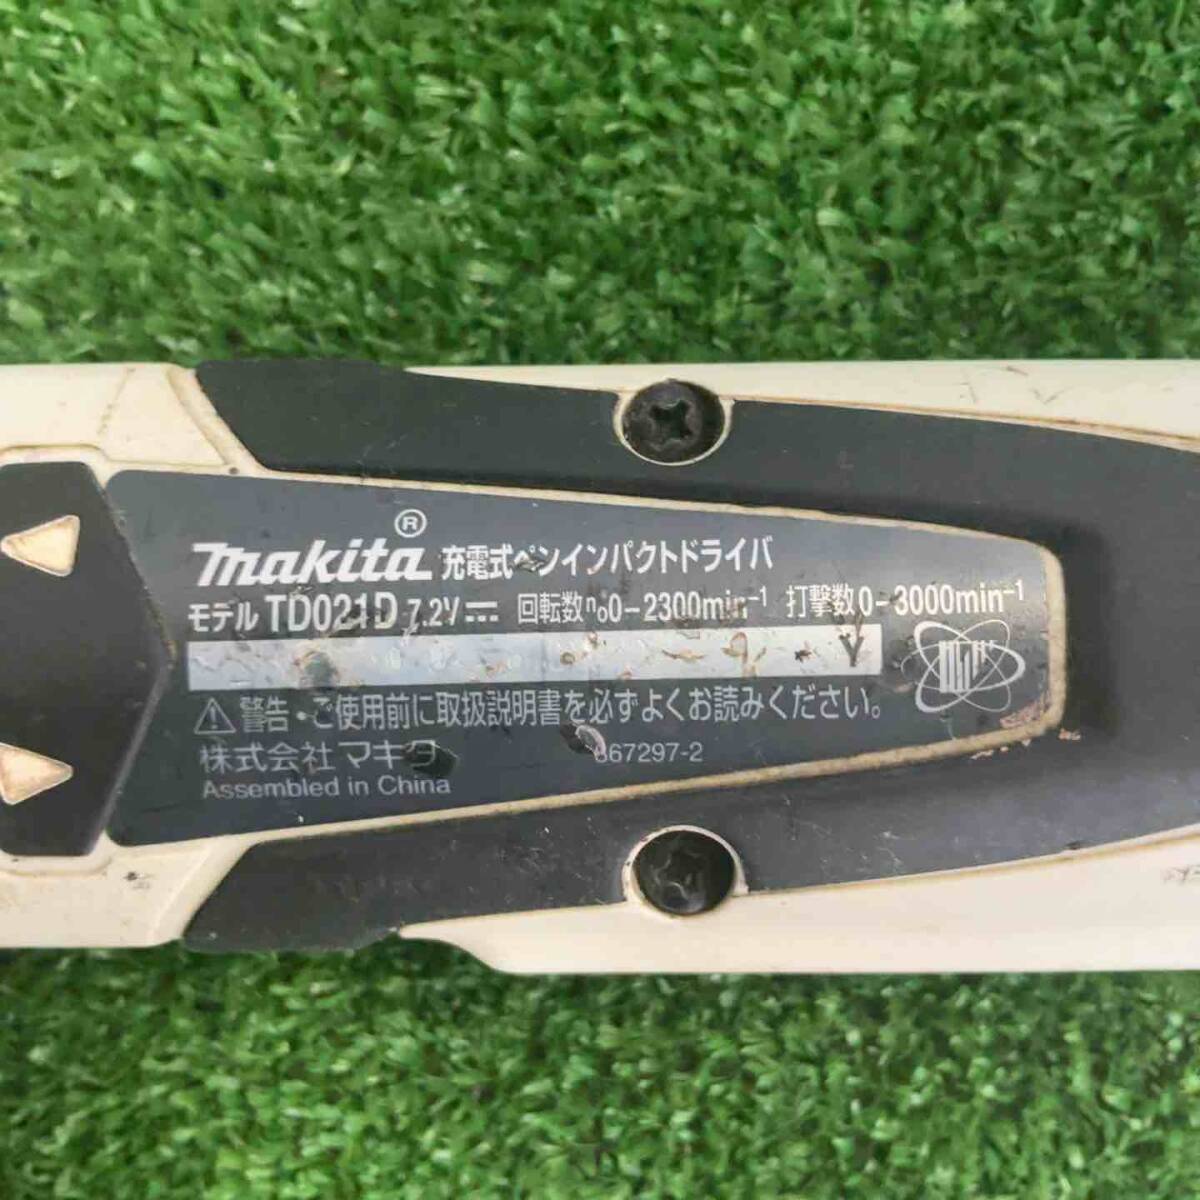 makita® 充電式ペンインパクトドライバ
モデル TD021D 7.2V⎓ 回転数n₀0-2300min⁻¹ 打撃数0-3000min⁻¹
Y
⚠警告・ご使用前に取扱説明書を必ずよくお読みください。
株式会社マキタ 867297-2
Assembled in China